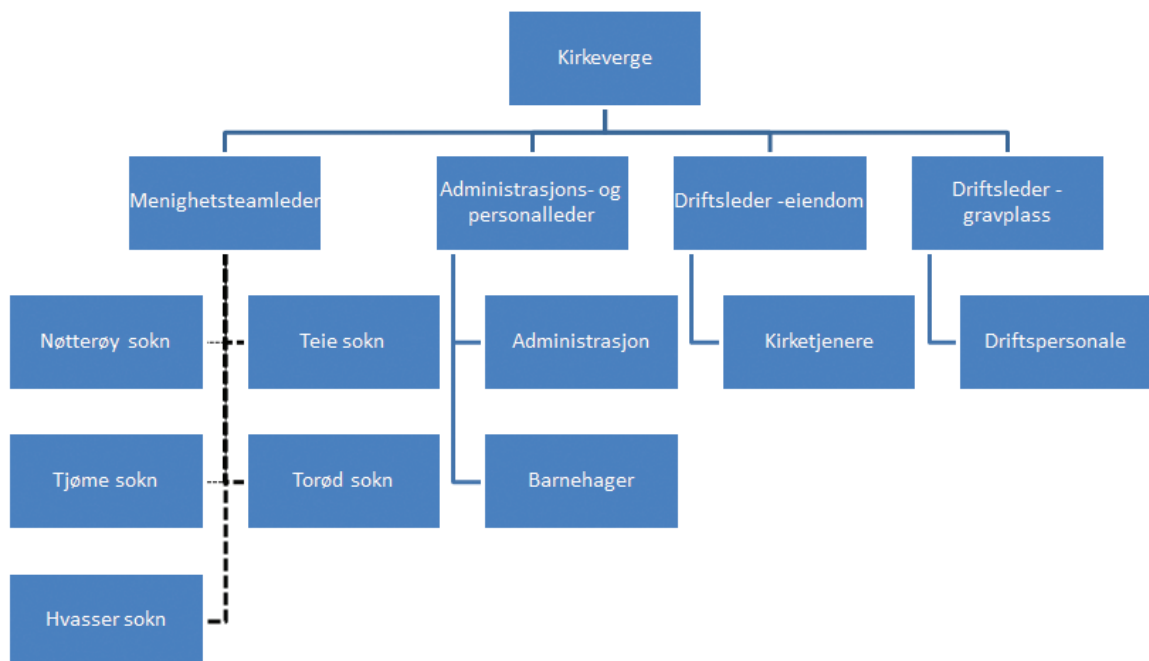 Kirkeverge
Menighetsteamleder
Administrasjons- og
personalleder
Driftsleder -eiendom
Driftsleder -
gravplass
Nøtterøy sokn
Teie sokn
Administrasjon
Kirketjenere
Driftspersonale
Tjøme sokn
Torød sokn
Barnehager
Hvasser sokn